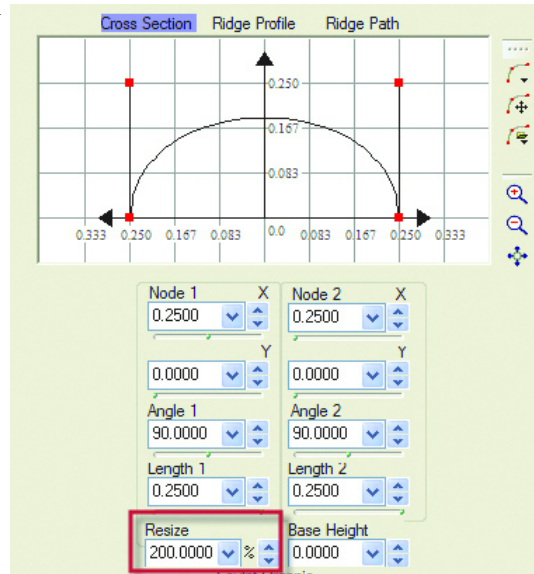 Cross Section Ridge Profile Ridge Path
0.250
0.167
0.083
0.333 0.250 0.167 0.083 0.0 0.083 0.167 0.250 0.333
Node 1 X Node 2 X
0.2500 0.2500
Y Y
0.0000 0.0000
Angle 1 Angle 2
90.0000 90.0000
Length 1 Length 2
0.2500 0.2500
Resize Base Height
200.0000 % 0.0000